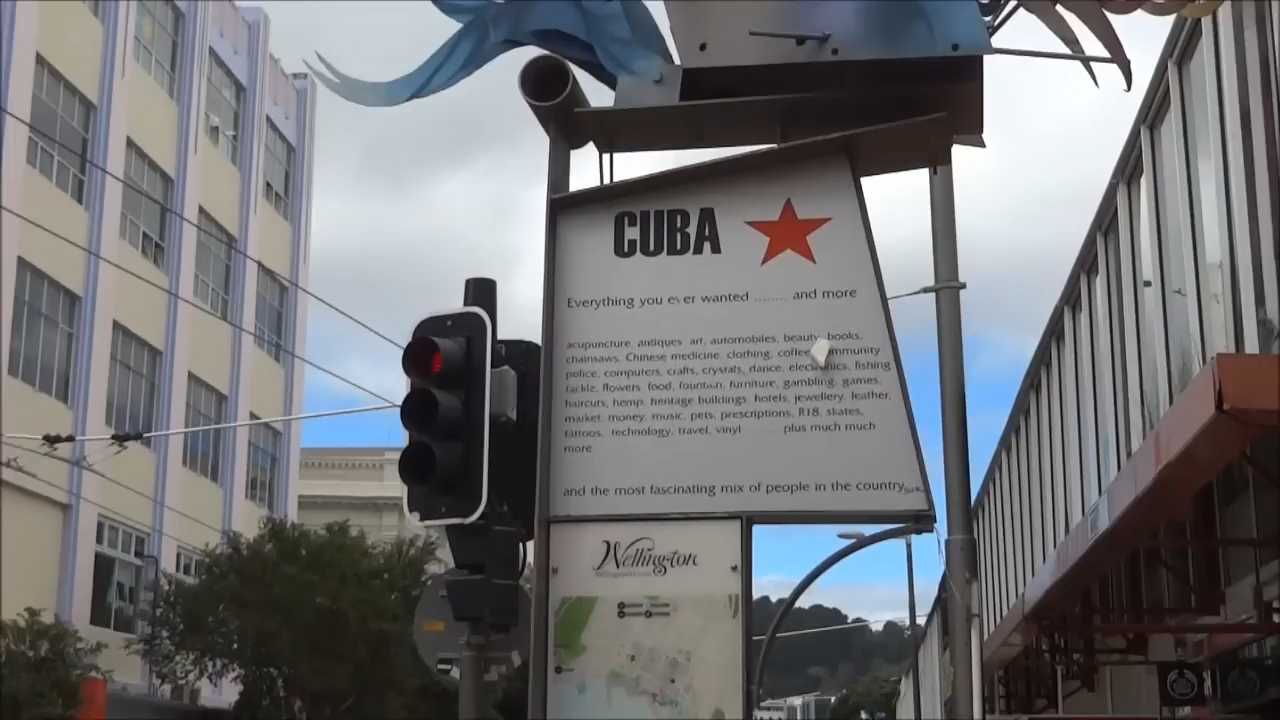 CUBA
Everything you ever wanted ........ and more
acupuncture, antiques art, automobiles, beauty, books,
chainsaws, Chinese medicine, clothing, coffee, community
police, computers, crafts, crystals, dance, electronics, fishing
tackle, flowers food, fountain, furniture, gambling, games,
haircuts, hemp, heritage buildings, hotels, jewellery, leather,
market, money, music, pets, prescriptions, R18, skates,
tattoos, technology, travel, vinyl plus much much
more
and the most fascinating mix of people in the country
Wellington